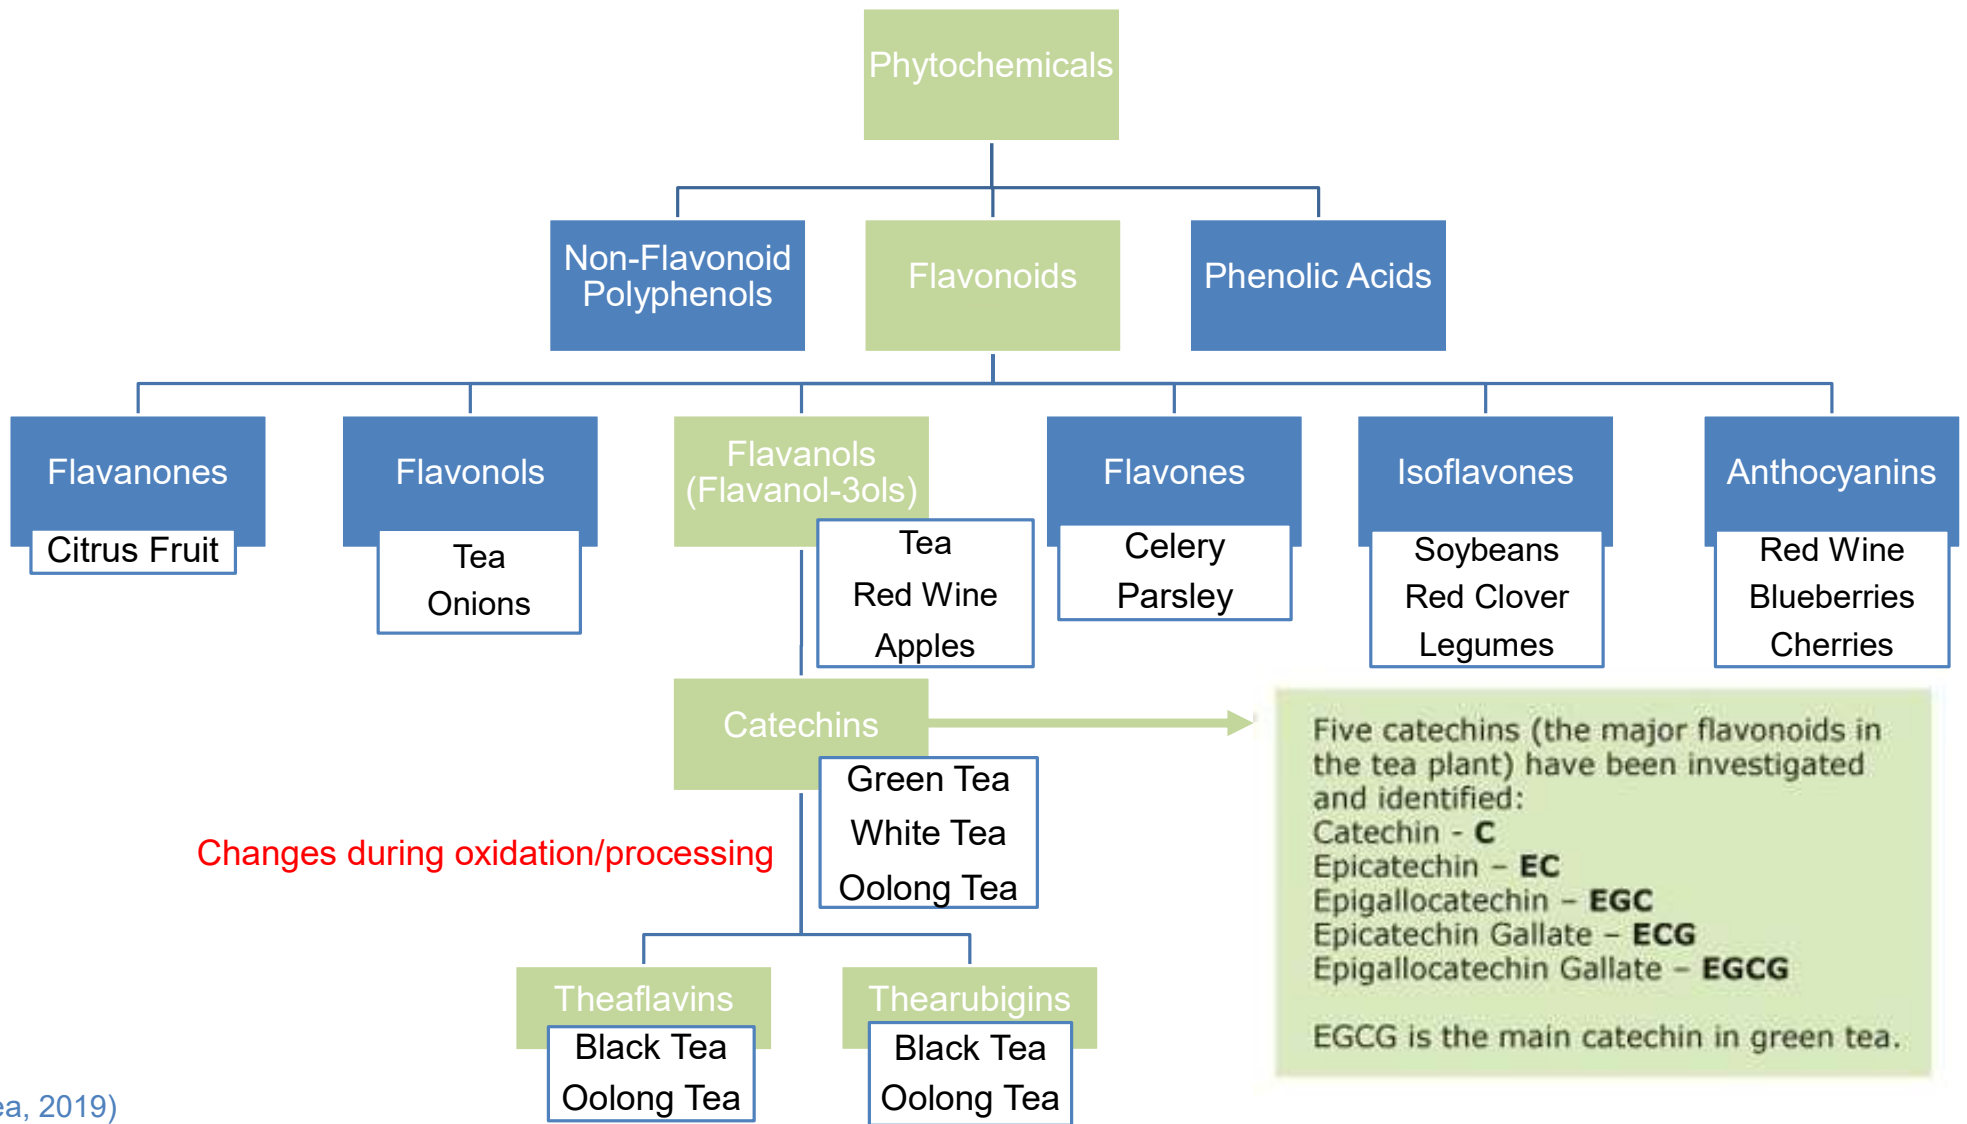 Phytochemicals
Non-Flavonoid
Polyphenols
Flavonoids
Phenolic Acids
Flavanones
Citrus Fruit
Flavonols
Tea
Onions
Flavanols
(Flavanol-3ols)
Tea
Red Wine
Apples
Flavones
Celery
Parsley
Isoflavones
Soybeans
Red Clover
Legumes
Anthocyanins
Red Wine
Blueberries
Cherries
Catechins
Green Tea
White Tea
Oolong Tea
Five catechins (the major flavonoids in
the tea plant) have been investigated
and identified:
Catechin - C
Epicatechin – EC
Epigallocatechin – EGC
Epicatechin Gallate – ECG
Epigallocatechin Gallate – EGCG
EGCG is the main catechin in green tea.
Changes during oxidation/processing
Theaflavins
Black Tea
Oolong Tea
Thearubigins
Black Tea
Oolong Tea
2019)